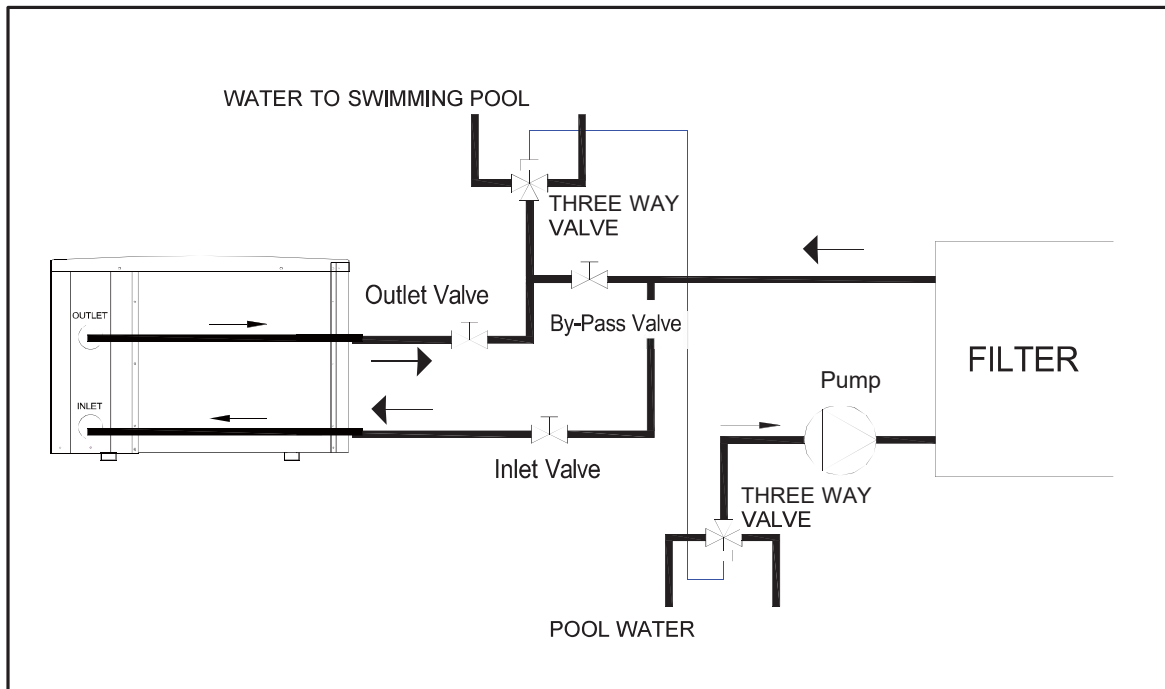 WATER TO SWIMMING POOL
THREE WAY
VALVE
Outlet Valve
By-Pass Valve
OUTLET
INLET
FILTER
Pump
Inlet Valve
THREE WAY
VALVE
POOL WATER